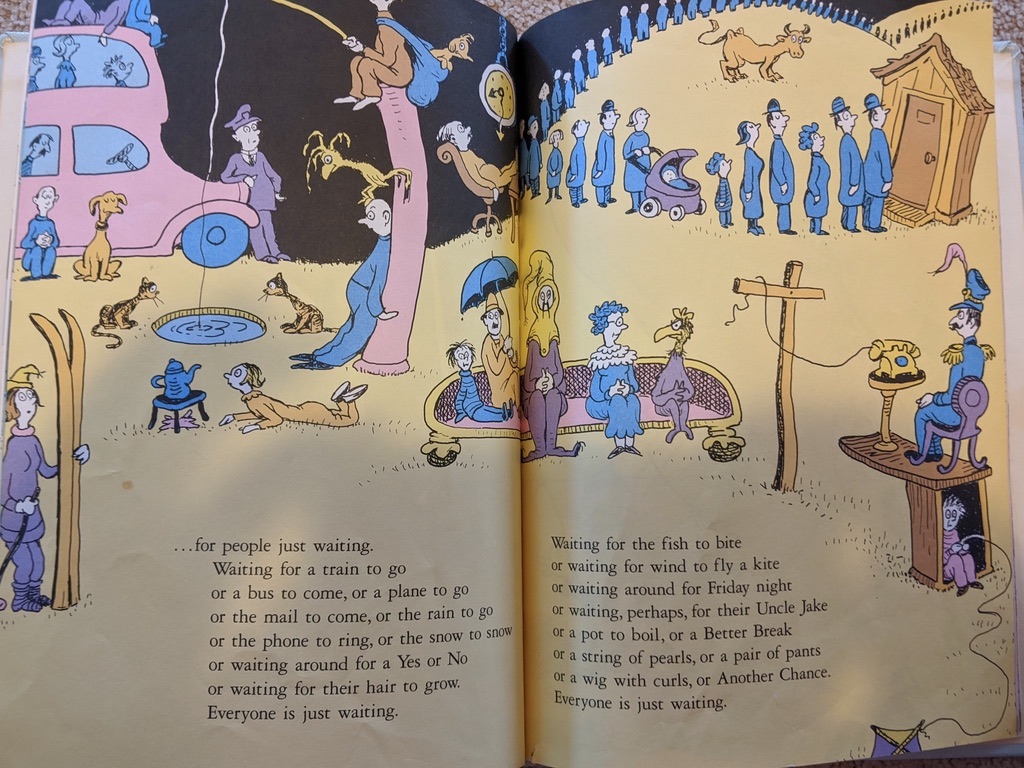 ...for people just waiting.
Waiting for a train to go
or a bus to come, or a plane to go
or the mail to come, or the rain to go
or the phone to ring, or the snow to snow
or waiting around for a Yes or No
or waiting for their hair to grow.
Everyone is just waiting.
Waiting for the fish to bite
or waiting for wind to fly a kite
or waiting around for Friday night
or waiting, perhaps, for their Uncle Jake
or a pot to boil, or a Better Break
or a string of pearls, or a pair of pants
or a wig with curls, or Another Chance.
Everyone is just waiting.